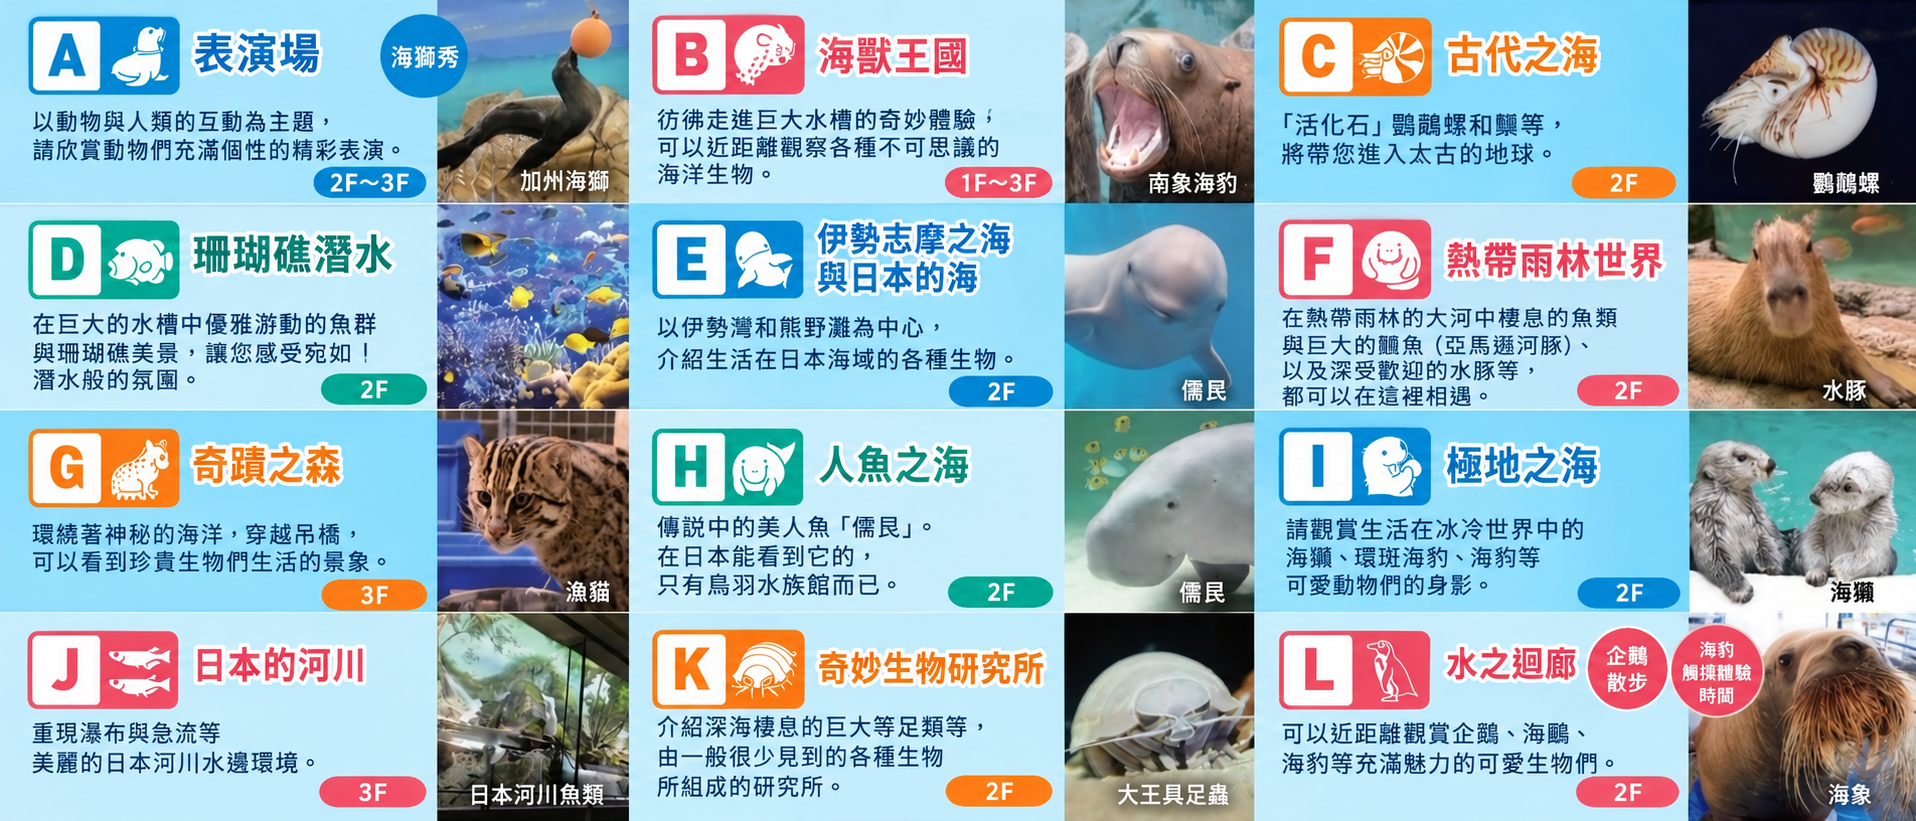 A
表演場
海獅秀
以動物與人類的互動為主題，
請欣賞動物們充滿個性的精彩表演。
2F～3F
加州海獅
B
海獸王國
彷彿走進巨大水槽的奇妙體驗；
可以近距離觀察各種不可思議的
海洋生物。
1F～3F
南象海豹
C
古代之海
「活化石」鸚鵡螺和鱟等，
將帶您進入太古的地球。
2F
鸚鵡螺
D
珊瑚礁潛水
在巨大的水槽中優雅游動的魚群
與珊瑚礁美景，讓您感受宛如！
潛水般的氛圍。
2F
E
伊勢志摩之海
與日本的海
以伊勢灣和熊野灘為中心，
介紹生活在日本海域的各種生物。
2F
儒艮
F
熱帶雨林世界
在熱帶雨林的大河中棲息的魚類
與巨大的鱷魚（亞馬遜河豚）、
以及深受歡迎的水豚等，
都可以在這裡相遇。
2F
水豚
G
奇蹟之森
環繞著神秘的海洋，穿越吊橋，
可以看到珍貴生物們生活的景象。
3F
漁貓
H
人魚之海
傳說中的美人魚「儒艮」。
在日本能看到它的，
只有鳥羽水族館而已。
2F
儒艮
I
極地之海
請觀賞生活在冰冷世界中的
海獺、環斑海豹、海豹等
可愛動物們的身影。
2F
海獺
J
日本的河川
重現瀑布與急流等
美麗的日本河川水邊環境。
3F
日本河川魚類
K
奇妙生物研究所
介紹深海棲息的巨大等足類等，
由一般很少見到的各種生物
所組成的研究所。
2F
大王具足蟲
L
水之迴廊
企鵝
散步
海豹
觸摸體驗
時間
可以近距離觀賞企鵝、海鷗、
海豹等充滿魅力的可愛生物們。
2F
海象